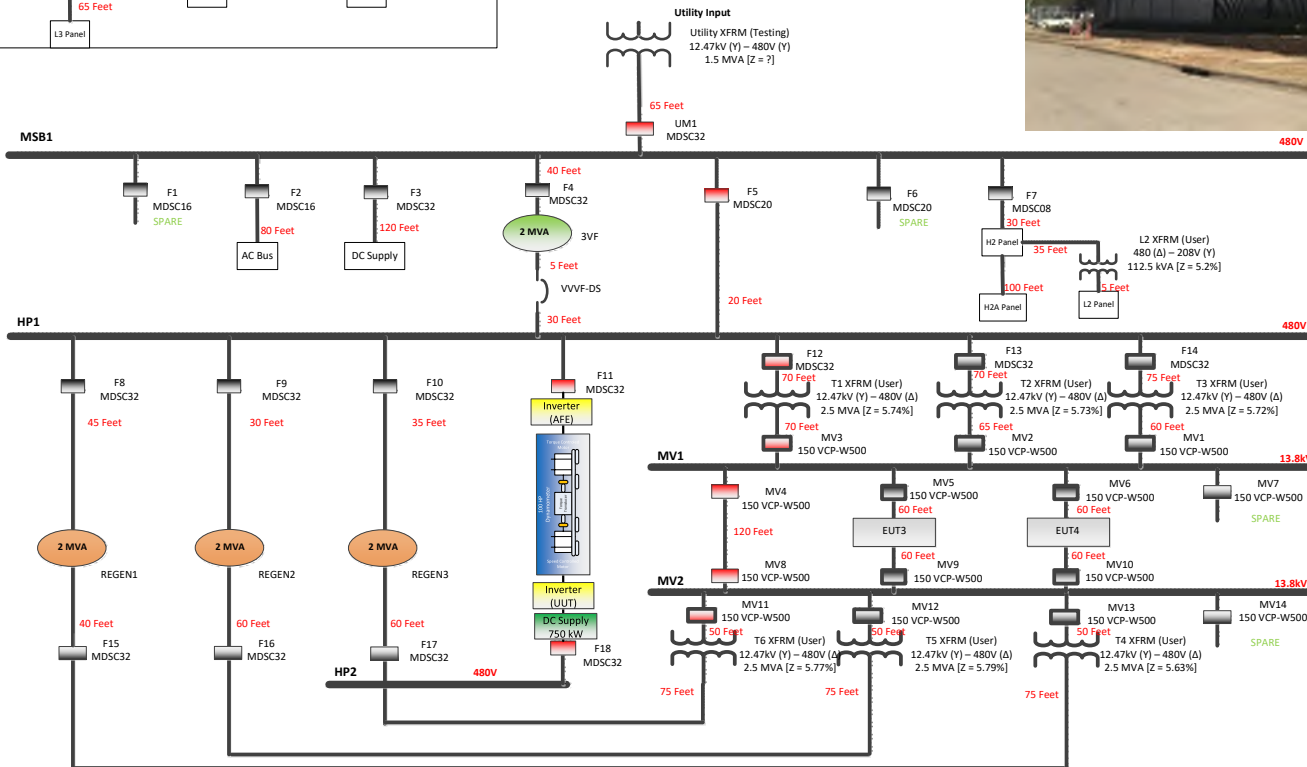 65 Feet
L3 Panel
Utility Input
Utility XFRM (Testing)
12.47kV (Y) – 480V (Y)
1.5 MVA [Z = ?]
65 Feet
UM1
MDSC32
MSB1
480V
F1
MDSC16
SPARE
F2
MDSC16
80 Feet
AC Bus
F3
MDSC32
120 Feet
DC Supply
40 Feet
F4
MDSC32
2 MVA
3VF
5 Feet
VVVF-DS
30 Feet
F5
MDSC20
20 Feet
F6
MDSC20
SPARE
F7
MDSC08
30 Feet
H2 Panel
35 Feet
L2 XFRM (User)
480 (Δ) – 208V (Y)
112.5 kVA [Z = 5.2%]
100 Feet
H2A Panel
5 Feet
L2 Panel
HP1
480V
F8
MDSC32
45 Feet
F9
MDSC32
30 Feet
F10
MDSC32
35 Feet
F11
MDSC32
Inverter
(AFE)
100 HP
Dynamometer
Inverter
(UUT)
DC Supply
750 kW
F18
MDSC32
F12
MDSC32
70 Feet
T1 XFRM (User)
12.47kV (Y) – 480V (Δ)
2.5 MVA [Z = 5.74%]
70 Feet
MV3
150 VCP-W500
F13
MDSC32
70 Feet
T2 XFRM (User)
12.47kV (Y) – 480V (Δ)
2.5 MVA [Z = 5.73%]
65 Feet
MV2
150 VCP-W500
F14
MDSC32
75 Feet
T3 XFRM (User)
12.47kV (Y) – 480V (Δ)
2.5 MVA [Z = 5.72%]
60 Feet
MV1
150 VCP-W500
MV1
13.8kV
MV4
150 VCP-W500
120 Feet
MV8
150 VCP-W500
MV5
150 VCP-W500
60 Feet
EUT3
60 Feet
MV9
150 VCP-W500
MV6
150 VCP-W500
60 Feet
EUT4
60 Feet
MV10
150 VCP-W500
MV7
150 VCP-W500
SPARE
MV2
13.8kV
2 MVA
REGEN1
40 Feet
F15
MDSC32
2 MVA
REGEN2
60 Feet
F16
MDSC32
2 MVA
REGEN3
60 Feet
F17
MDSC32
HP2
480V
MV11
150 VCP-W500
50 Feet
T6 XFRM (User)
12.47kV (Y) – 480V (Δ)
2.5 MVA [Z = 5.77%]
75 Feet
MV12
150 VCP-W500
50 Feet
T5 XFRM (User)
12.47kV (Y) – 480V (Δ)
2.5 MVA [Z = 5.79%]
75 Feet
MV13
150 VCP-W500
50 Feet
T4 XFRM (User)
12.47kV (Y) – 480V (Δ)
2.5 MVA [Z = 5.63%]
75 Feet
MV14
150 VCP-W500
SPARE